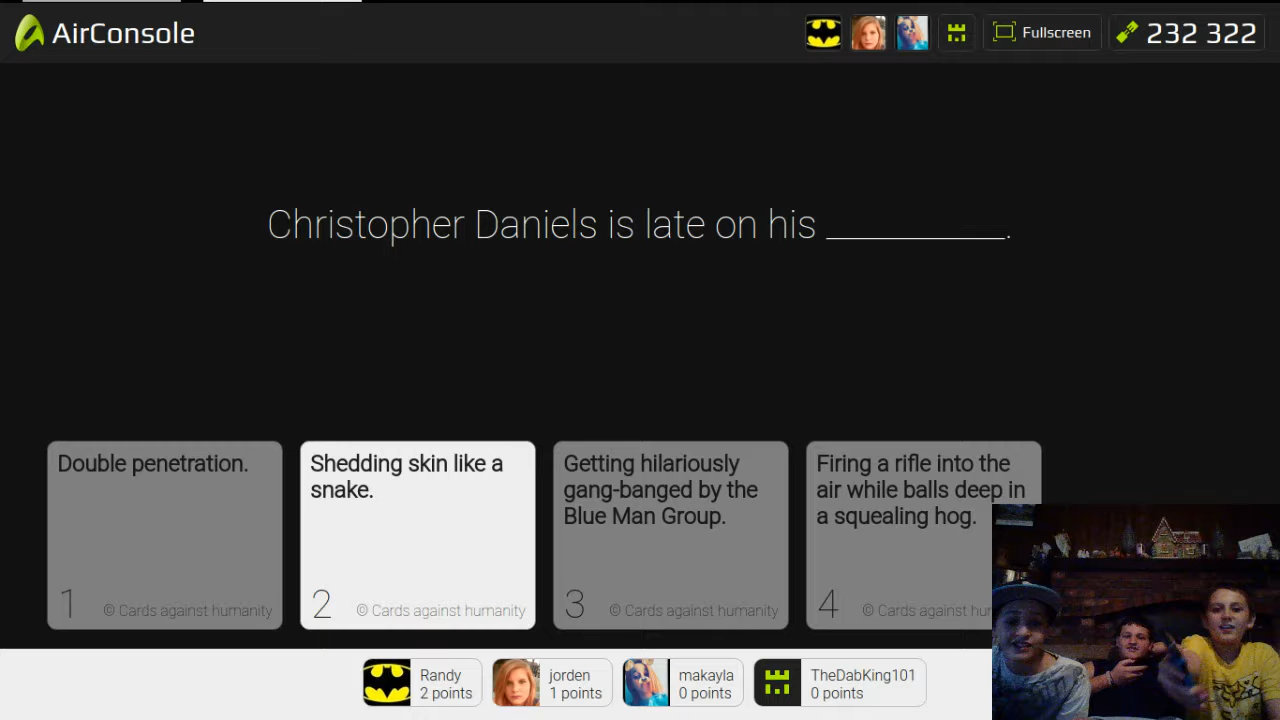 AirConsole
Fullscreen
232 322
Christopher Daniels is late on his __________.
Double penetration.
1
© Cards against humanity
Shedding skin like a
snake.
2
© Cards against humanity
Getting hilariously
gang-banged by the
Blue Man Group.
3
© Cards against humanity
Firing a rifle into the
air while balls deep in
a squealing hog.
4
© Cards against
Randy
2 points
jorden
1 points
makayla
0 points
TheDabKing101
0 points